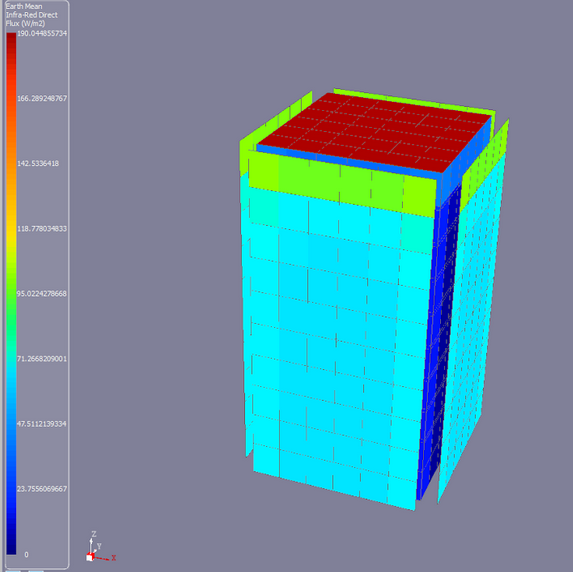 Earth Mean
Infra-Red Direct
Flux (W/m2)
190.044855734
166.289248767
142.5336418
118.778034833
95.0224278668
71.2668209001
47.5112139334
23.7556069667
0
Z
Y
X